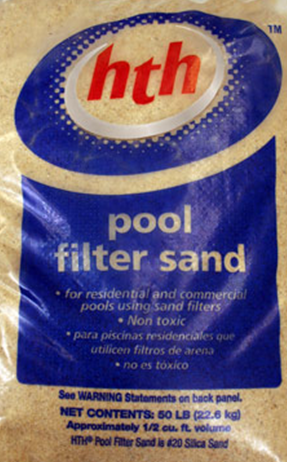 hth
TM
pool
filter sand
• for residential and commercial
pools using sand filters
• Non toxic
• para piscinas residenciales que
utilicen filtros de arena
• no es toxico
See WARNING Statements on back panel.
NET CONTENTS: 50 LB (22.6 kg)
Approximately 1/2 cu. ft. volume
HTH® Pool Filter Sand is #20 Silica Sand